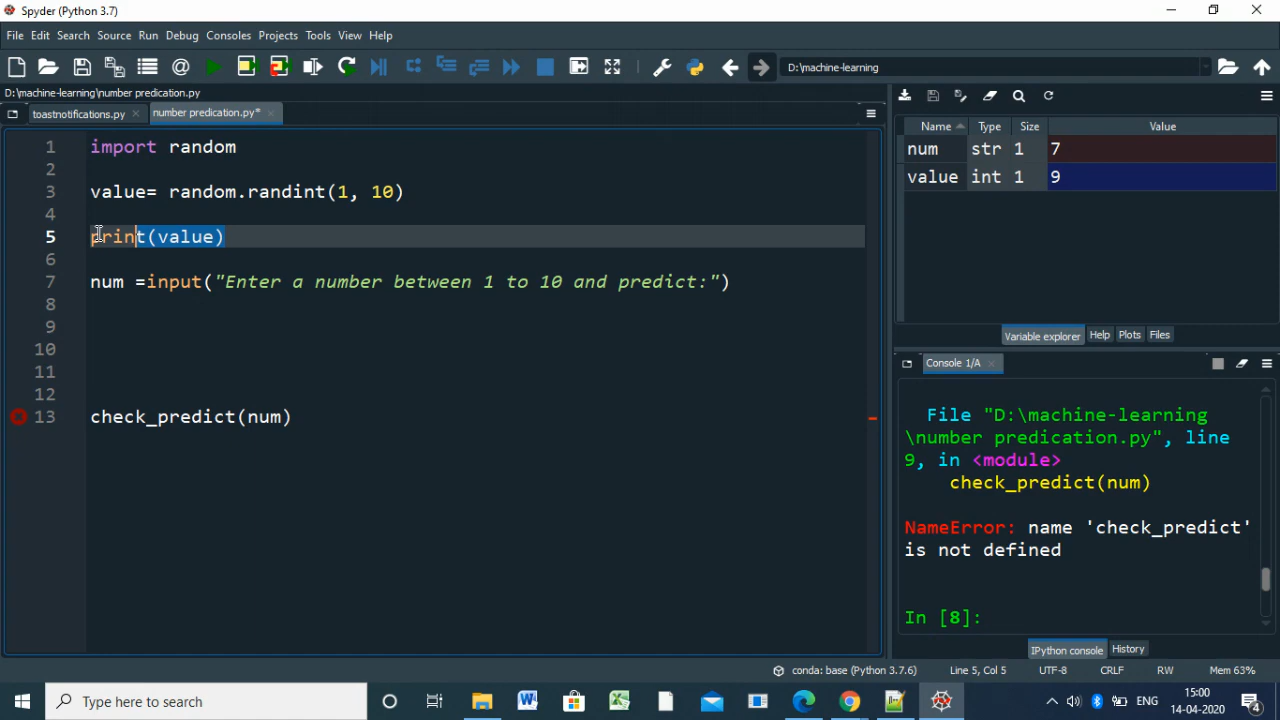 Spyder (Python 3.7)
File Edit Search Source Run Debug Consoles Projects Tools View Help
D:\machine-learning
D:\machine-learning\number predication.py
toastnotifications.py
number predication.py*
1 import random
2
3 value= random.randint(1, 10)
4
5 print(value)
6
7 num =input("Enter a number between 1 to 10 and predict:")
8
9
10
11
12
13 check_predict(num)
Name Type Size Value
num str 1 7
value int 1 9
Variable explorer Help Plots Files
Console 1/A
File "D:\machine-learning
\number predication.py", line
9, in <module>
check_predict(num)
NameError: name 'check_predict'
is not defined
In [8]:
IPython console History
conda: base (Python 3.7.6) Line 5, Col 5 UTF-8 CRLF RW Mem 63%
Type here to search
ENG
15:00
14-04-2020
4